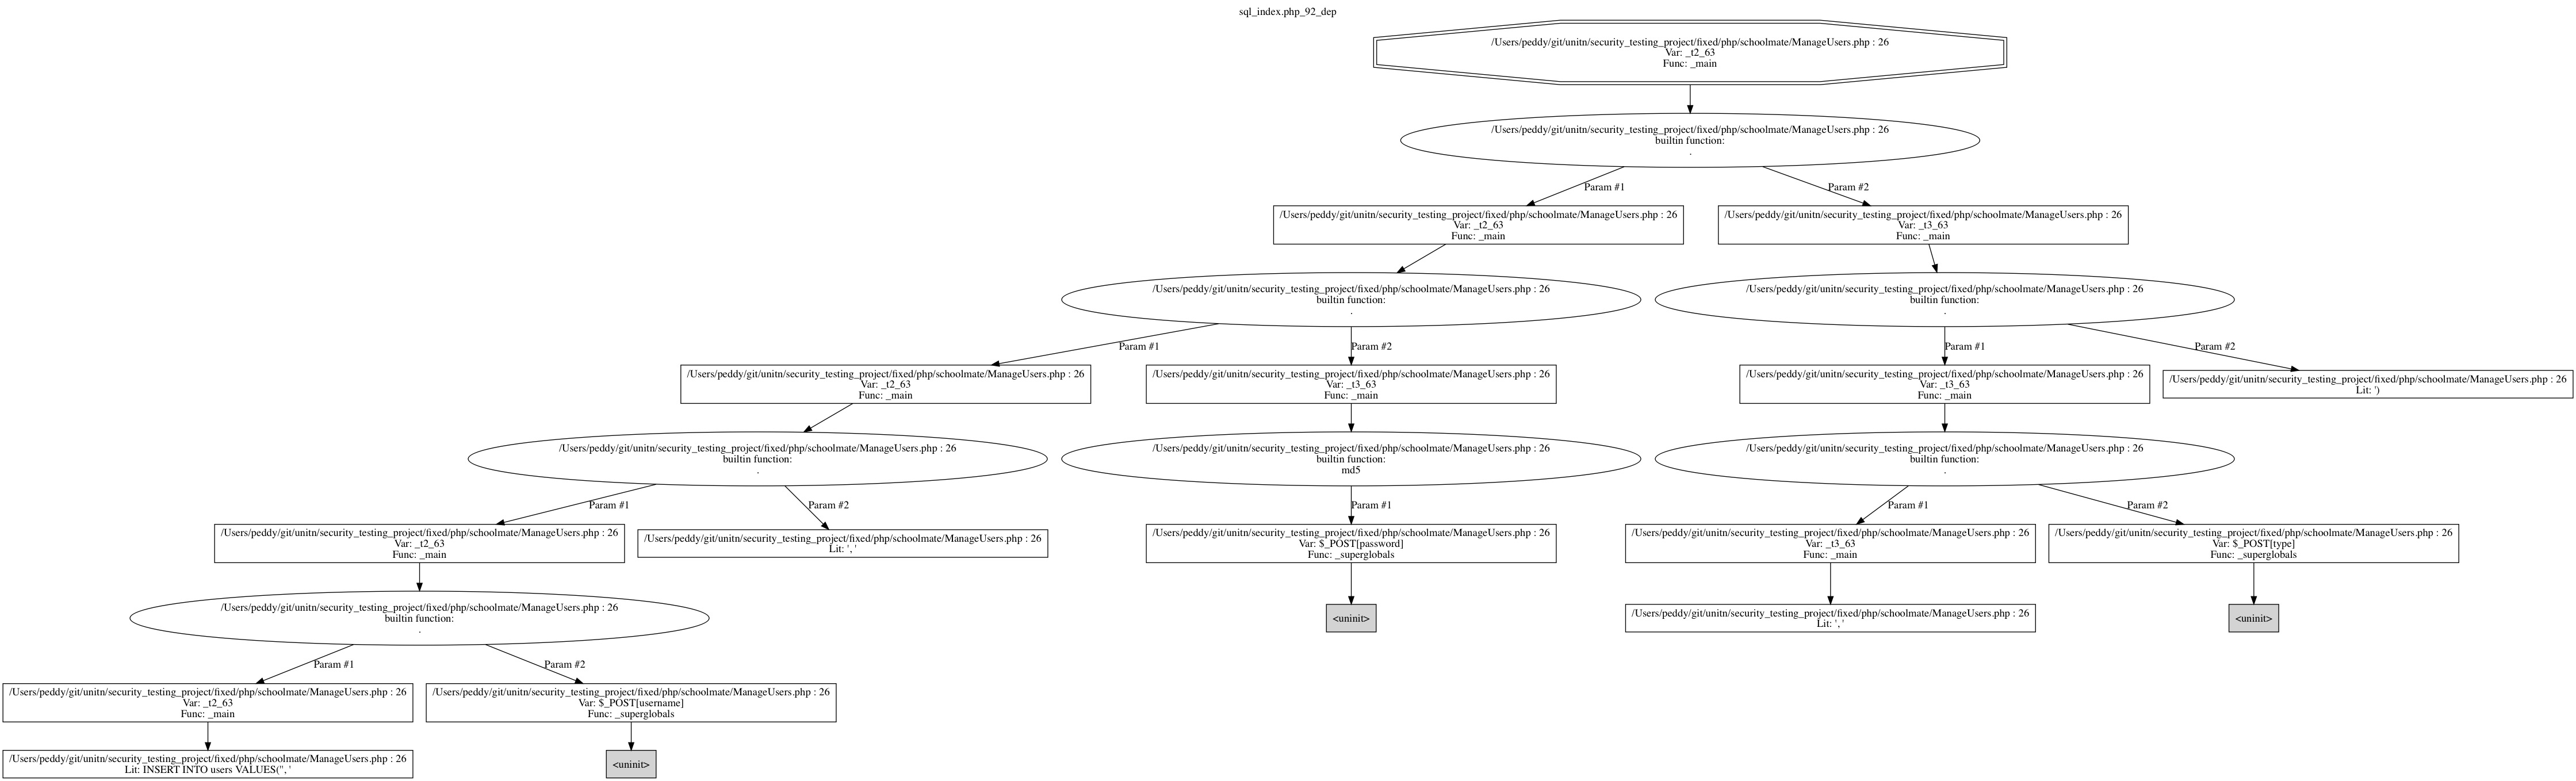 sql_index.php_92_dep
/Users/peddy/git/unitn/security_testing_project/fixed/php/schoolmate/ManageUsers.php : 26
Var: _t2_63
Func: _main
/Users/peddy/git/unitn/security_testing_project/fixed/php/schoolmate/ManageUsers.php : 26
builtin function:
.
Param #1
Param #2
/Users/peddy/git/unitn/security_testing_project/fixed/php/schoolmate/ManageUsers.php : 26
Var: _t2_63
Func: _main
/Users/peddy/git/unitn/security_testing_project/fixed/php/schoolmate/ManageUsers.php : 26
Var: _t3_63
Func: _main
/Users/peddy/git/unitn/security_testing_project/fixed/php/schoolmate/ManageUsers.php : 26
builtin function:
.
/Users/peddy/git/unitn/security_testing_project/fixed/php/schoolmate/ManageUsers.php : 26
builtin function:
.
Param #1
Param #2
Param #1
Param #2
/Users/peddy/git/unitn/security_testing_project/fixed/php/schoolmate/ManageUsers.php : 26
Var: _t2_63
Func: _main
/Users/peddy/git/unitn/security_testing_project/fixed/php/schoolmate/ManageUsers.php : 26
Var: _t3_63
Func: _main
/Users/peddy/git/unitn/security_testing_project/fixed/php/schoolmate/ManageUsers.php : 26
Var: _t3_63
Func: _main
/Users/peddy/git/unitn/security_testing_project/fixed/php/schoolmate/ManageUsers.php : 26
Lit: ')
/Users/peddy/git/unitn/security_testing_project/fixed/php/schoolmate/ManageUsers.php : 26
builtin function:
.
/Users/peddy/git/unitn/security_testing_project/fixed/php/schoolmate/ManageUsers.php : 26
builtin function:
md5
/Users/peddy/git/unitn/security_testing_project/fixed/php/schoolmate/ManageUsers.php : 26
builtin function:
.
Param #1
Param #2
Param #1
Param #1
Param #2
/Users/peddy/git/unitn/security_testing_project/fixed/php/schoolmate/ManageUsers.php : 26
Var: _t2_63
Func: _main
/Users/peddy/git/unitn/security_testing_project/fixed/php/schoolmate/ManageUsers.php : 26
Lit: ', '
/Users/peddy/git/unitn/security_testing_project/fixed/php/schoolmate/ManageUsers.php : 26
Var: $_POST[password]
Func: _superglobals
/Users/peddy/git/unitn/security_testing_project/fixed/php/schoolmate/ManageUsers.php : 26
Var: _t3_63
Func: _main
/Users/peddy/git/unitn/security_testing_project/fixed/php/schoolmate/ManageUsers.php : 26
Var: $_POST[type]
Func: _superglobals
/Users/peddy/git/unitn/security_testing_project/fixed/php/schoolmate/ManageUsers.php : 26
builtin function:
.
<uninit>
/Users/peddy/git/unitn/security_testing_project/fixed/php/schoolmate/ManageUsers.php : 26
Lit: ', '
<uninit>
Param #1
Param #2
/Users/peddy/git/unitn/security_testing_project/fixed/php/schoolmate/ManageUsers.php : 26
Var: _t2_63
Func: _main
/Users/peddy/git/unitn/security_testing_project/fixed/php/schoolmate/ManageUsers.php : 26
Var: $_POST[username]
Func: _superglobals
/Users/peddy/git/unitn/security_testing_project/fixed/php/schoolmate/ManageUsers.php : 26
Lit: INSERT INTO users VALUES('', '
<uninit>